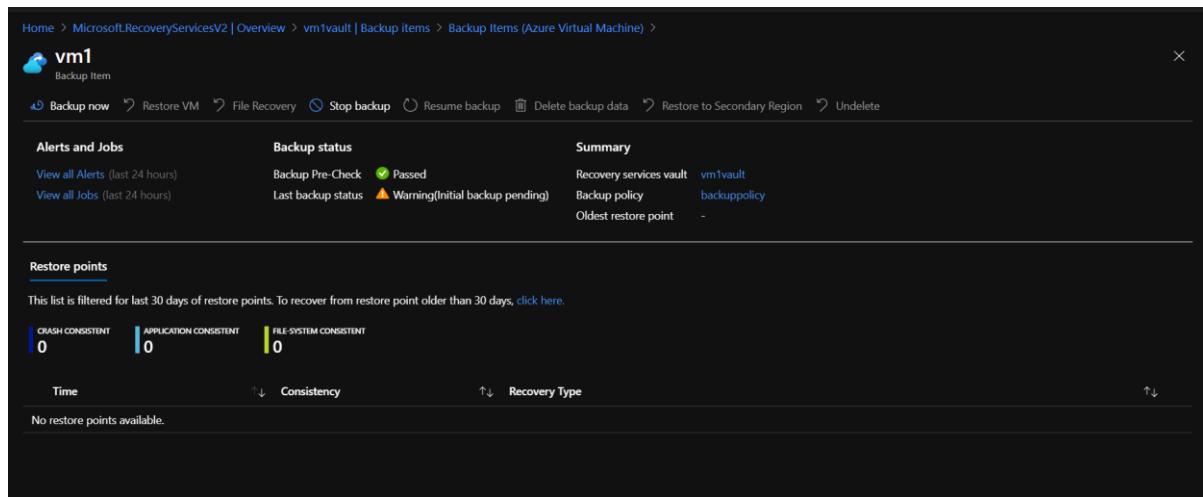 Home > Microsoft.RecoveryServicesV2 | Overview > vm1vault | Backup items > Backup Items (Azure Virtual Machine) >
vm1
Backup Item
Backup now Restore VM File Recovery Stop backup Resume backup Delete backup data Restore to Secondary Region Undelete
Alerts and Jobs Backup status Summary
View all Alerts (last 24 hours) Backup Pre-Check Passed Recovery services vault vm1vault
View all Jobs (last 24 hours) Last backup status Warning(Initial backup pending) Backup policy backuppolicy
Oldest restore point -
Restore points
This list is filtered for last 30 days of restore points. To recover from restore point older than 30 days, click here.
CRASH CONSISTENT APPLICATION CONSISTENT FILE-SYSTEM CONSISTENT
0 0 0
Time Consistency Recovery Type
No restore points available.